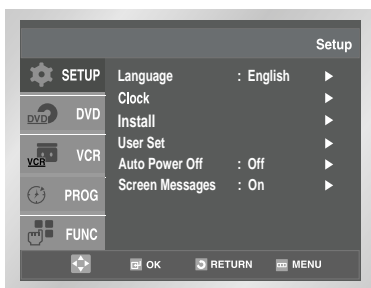 Setup
SETUP
DVD DVD
VCR VCR
PROG
FUNC
Language : English
Clock
Install
User Set
Auto Power Off : Off
Screen Messages : On
OK RETURN MENU